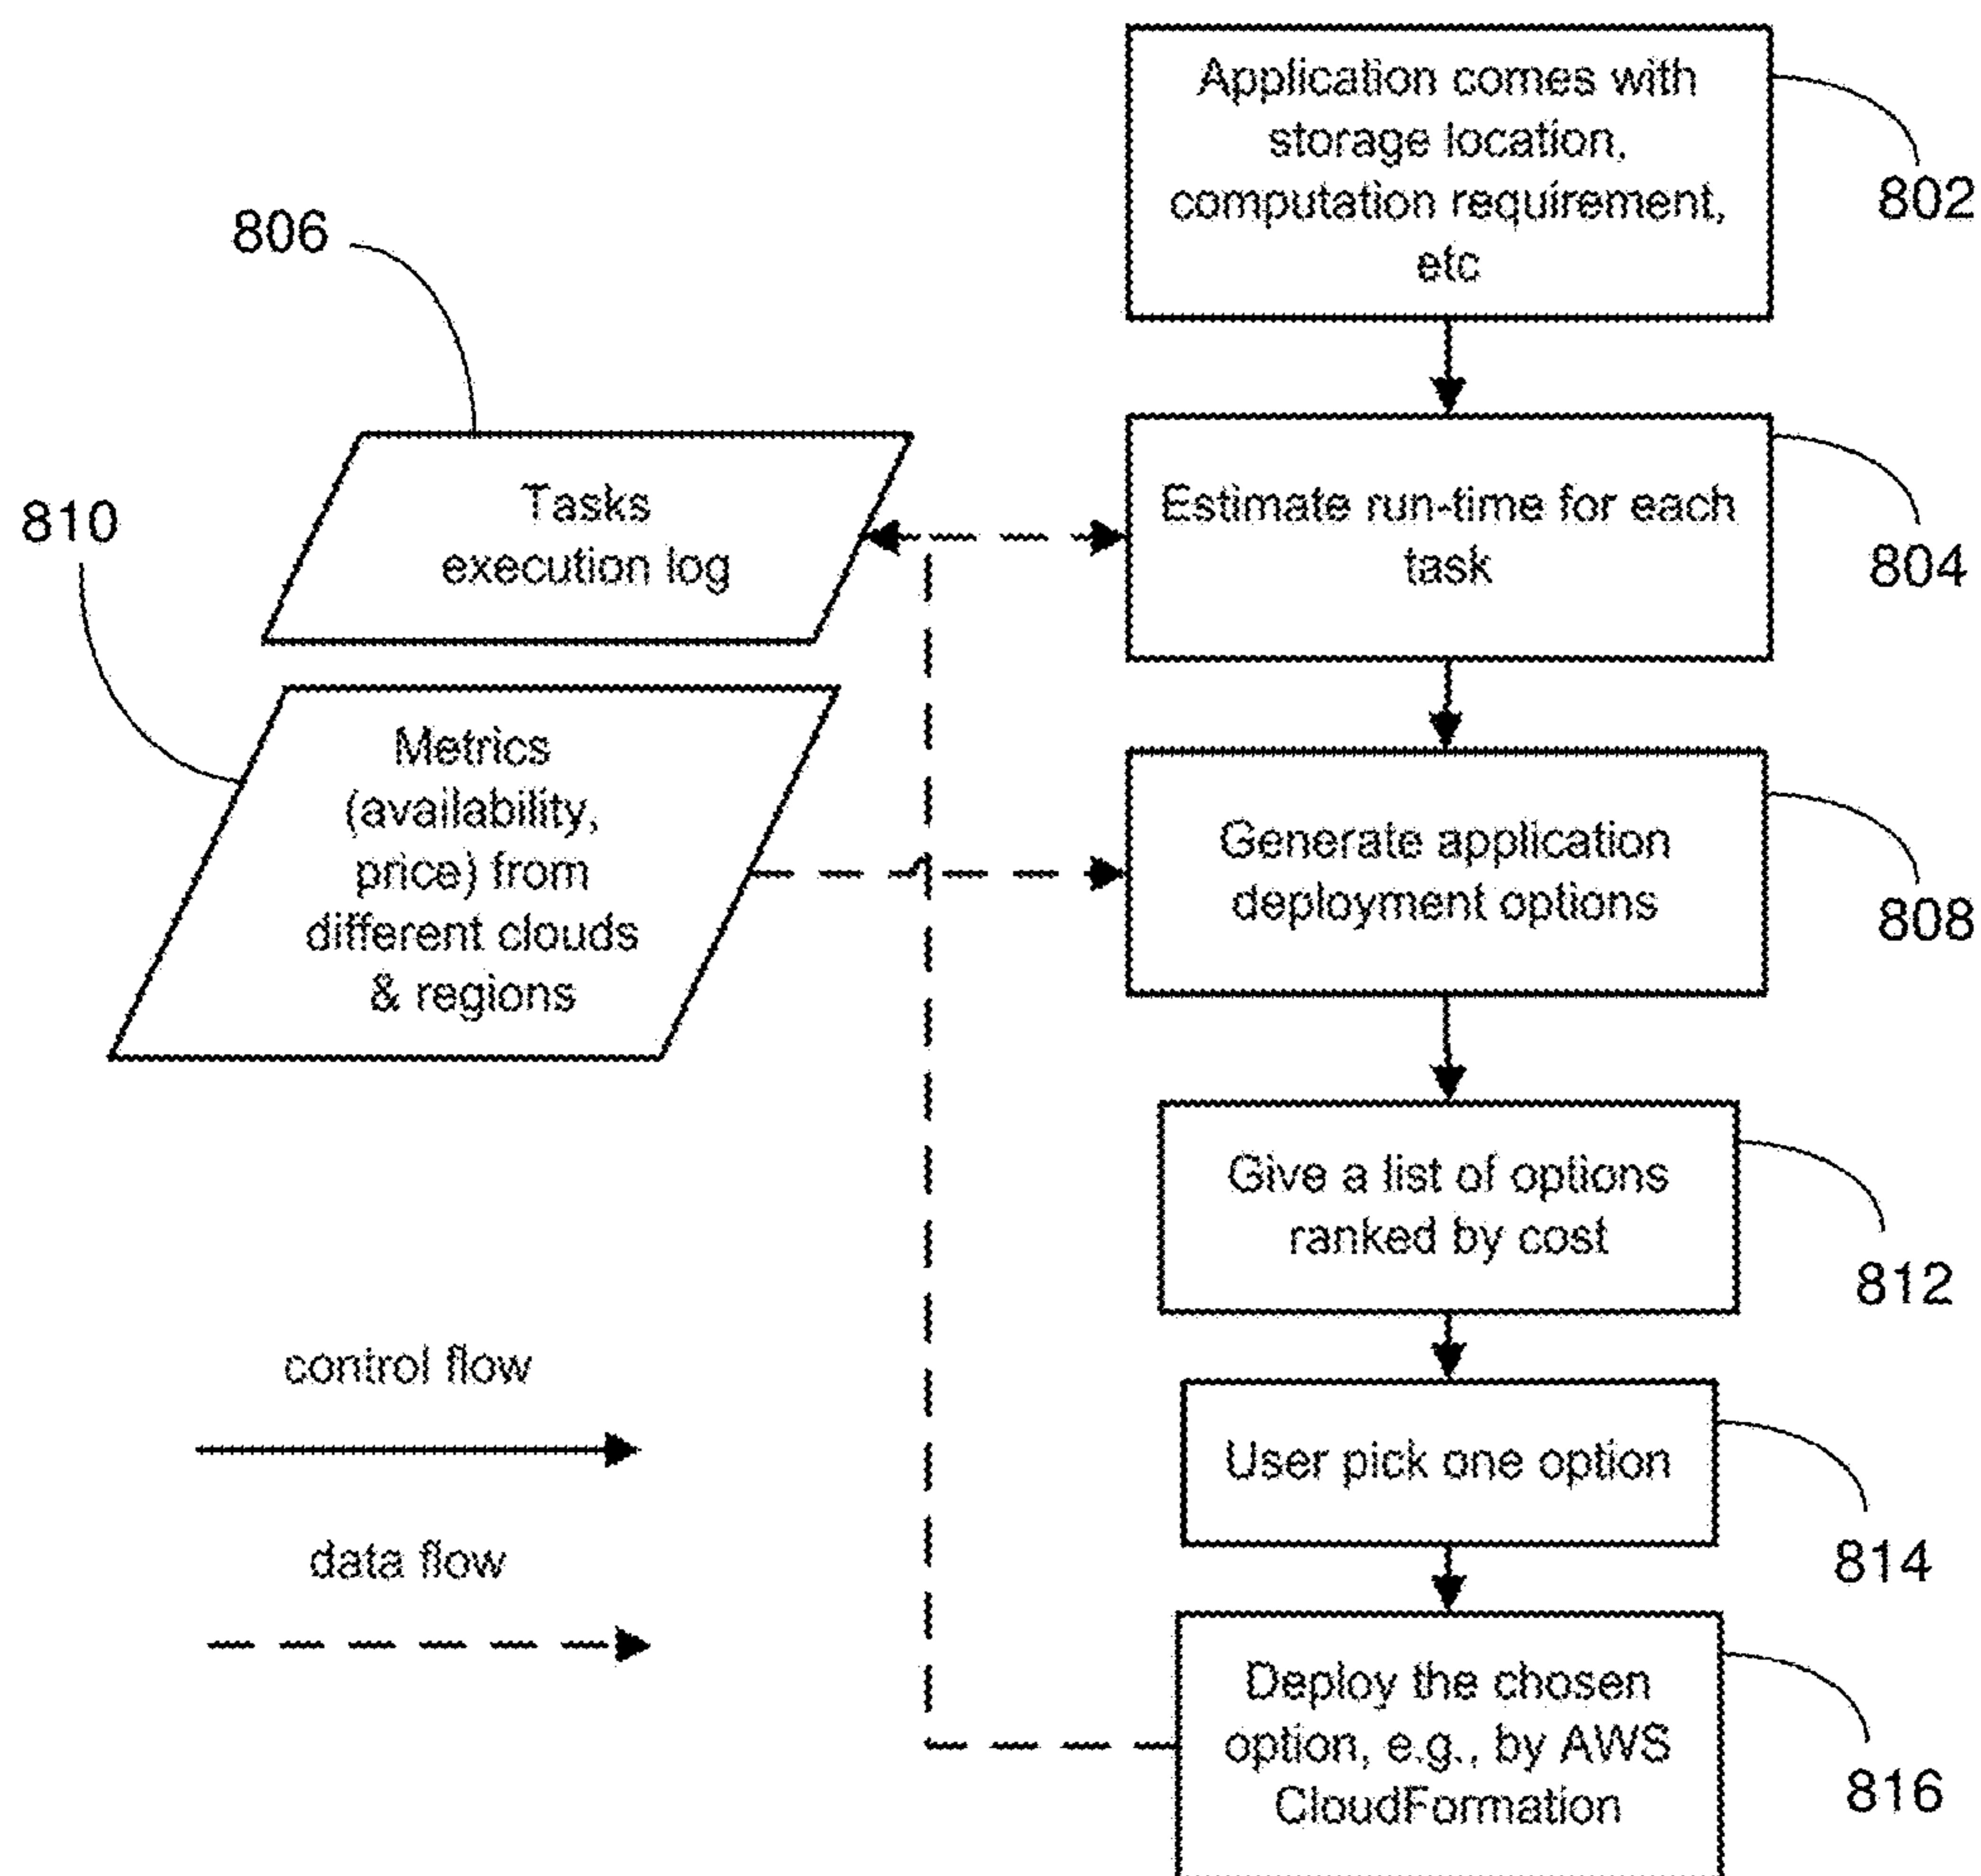 Application comes with
storage location,
computation requirement,
etc
802
806
Tasks
execution log
Estimate run-time for each
task
804
810
Metrics
(availability,
price) from
different clouds
& regions
Generate application
deployment options
808
Give a list of options
ranked by cost
812
control flow
User pick one option
814
data flow
Deploy the chosen
option, e.g., by AWS
CloudFormation
816